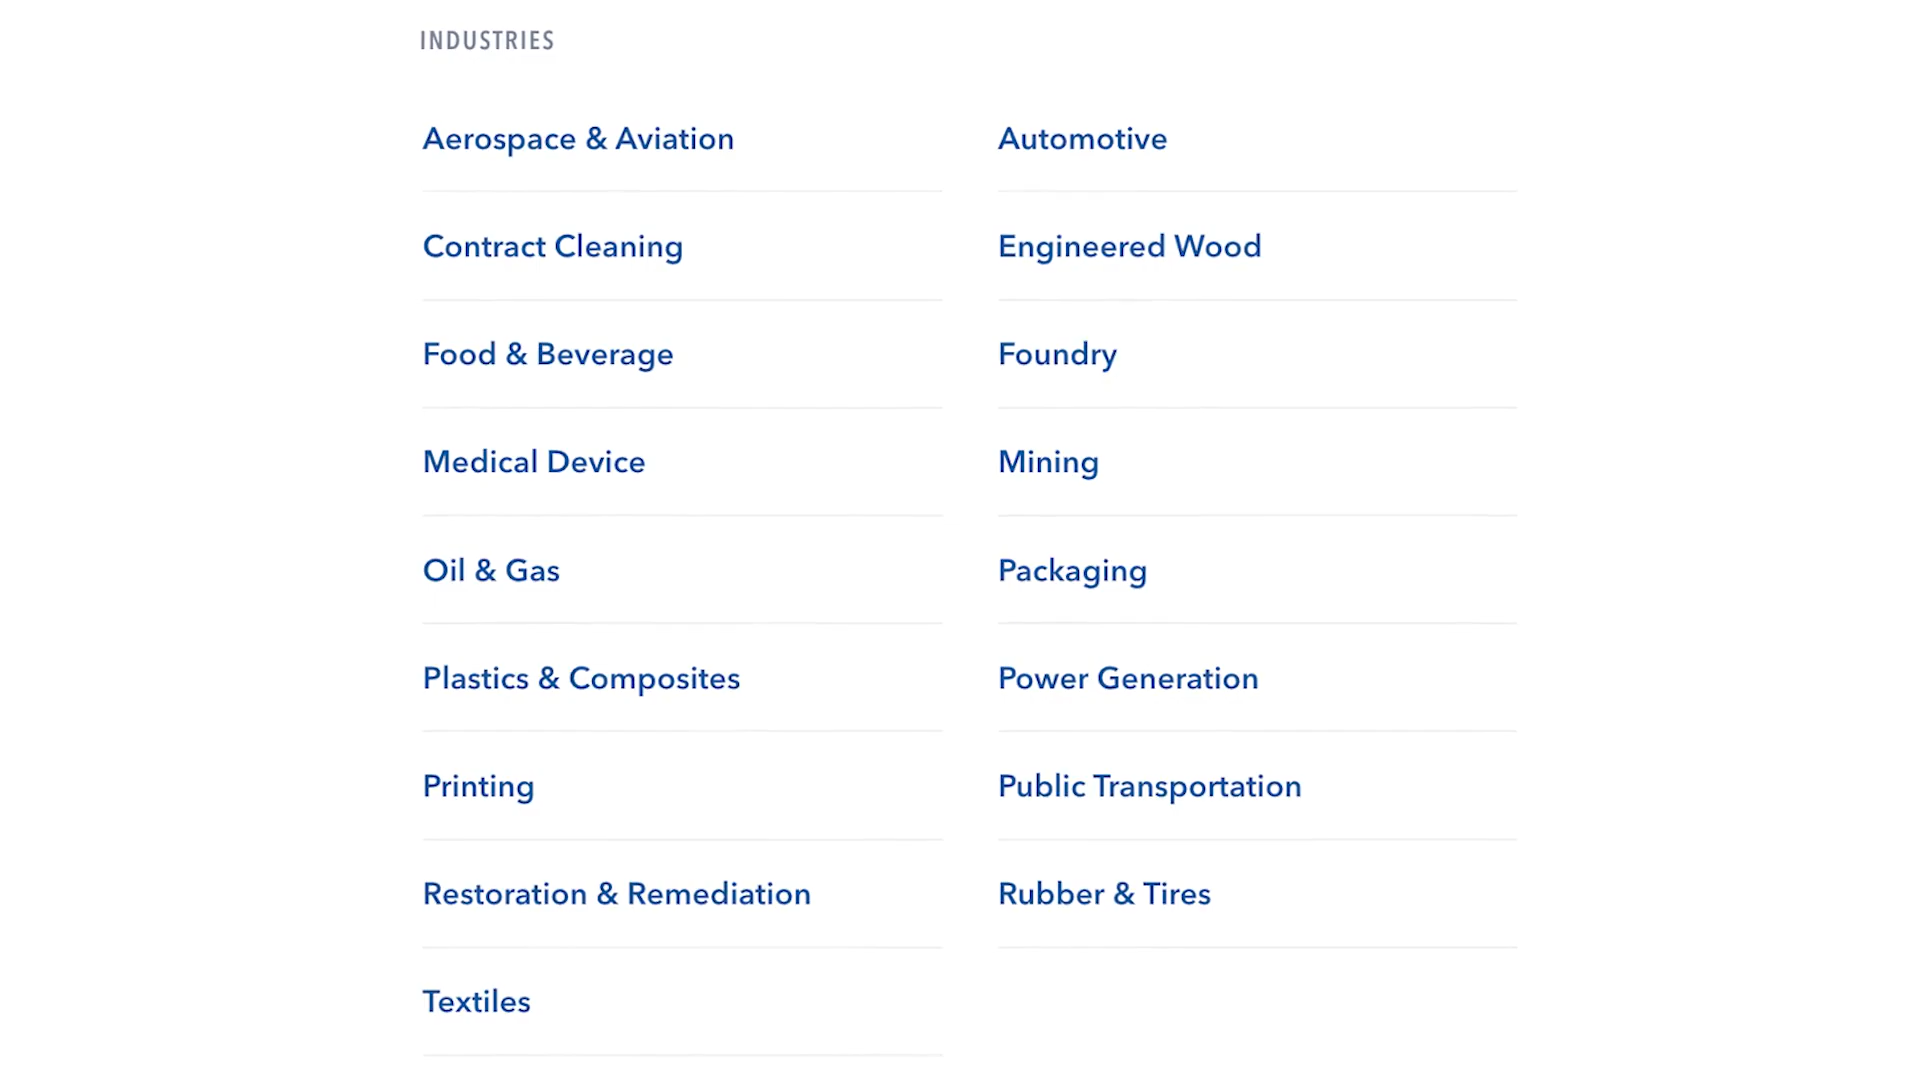 INDUSTRIES
Aerospace & Aviation
Automotive
Contract Cleaning
Engineered Wood
Food & Beverage
Foundry
Medical Device
Mining
Oil & Gas
Packaging
Plastics & Composites
Power Generation
Printing
Public Transportation
Restoration & Remediation
Rubber & Tires
Textiles